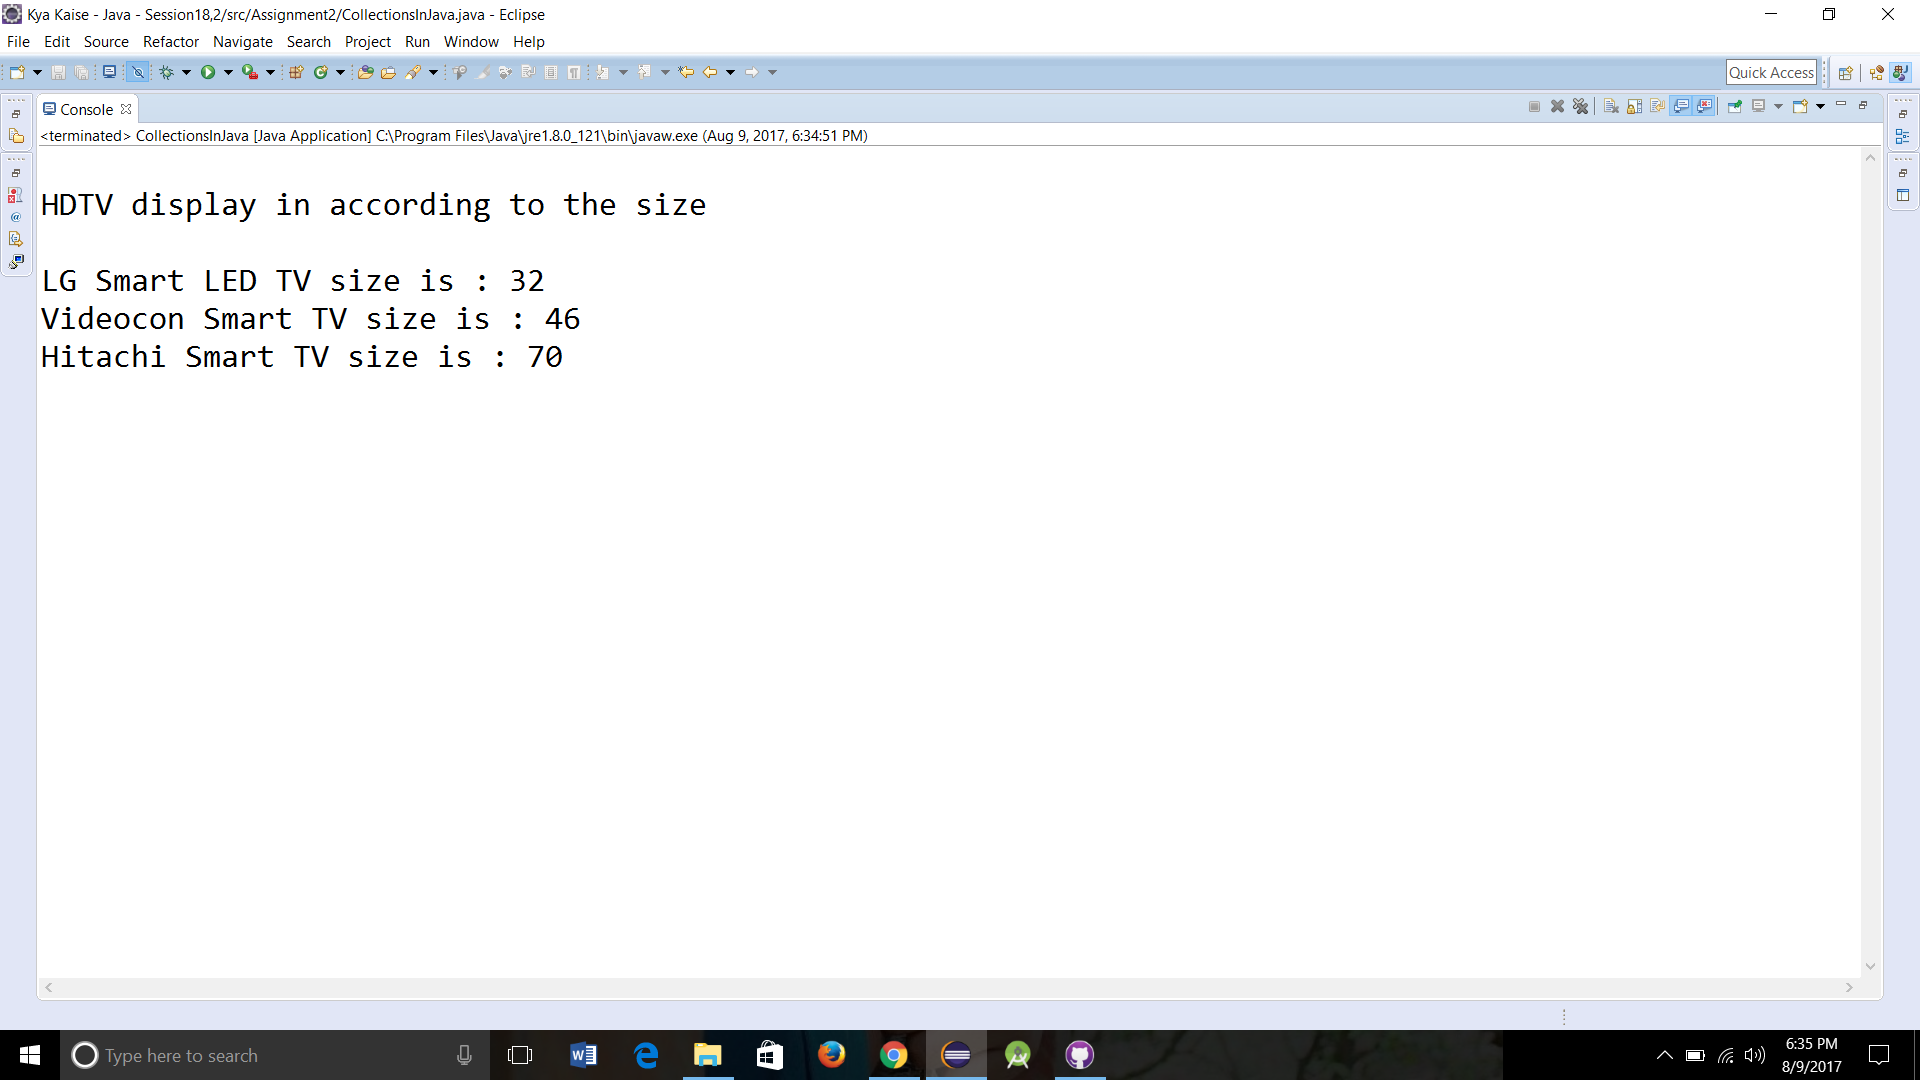 Kya Kaise - Java - Session18,2/src/Assignment2/CollectionsInJava.java - Eclipse
File Edit Source Refactor Navigate Search Project Run Window Help
Quick Access
Console
<terminated> CollectionsInJava [Java Application] C:\Program Files\Java\jre1.8.0_121\bin\javaw.exe (Aug 9, 2017, 6:34:51 PM)
HDTV display in according to the size
LG Smart LED TV size is : 32
Videocon Smart TV size is : 46
Hitachi Smart TV size is : 70
Type here to search
6:35 PM
8/9/2017